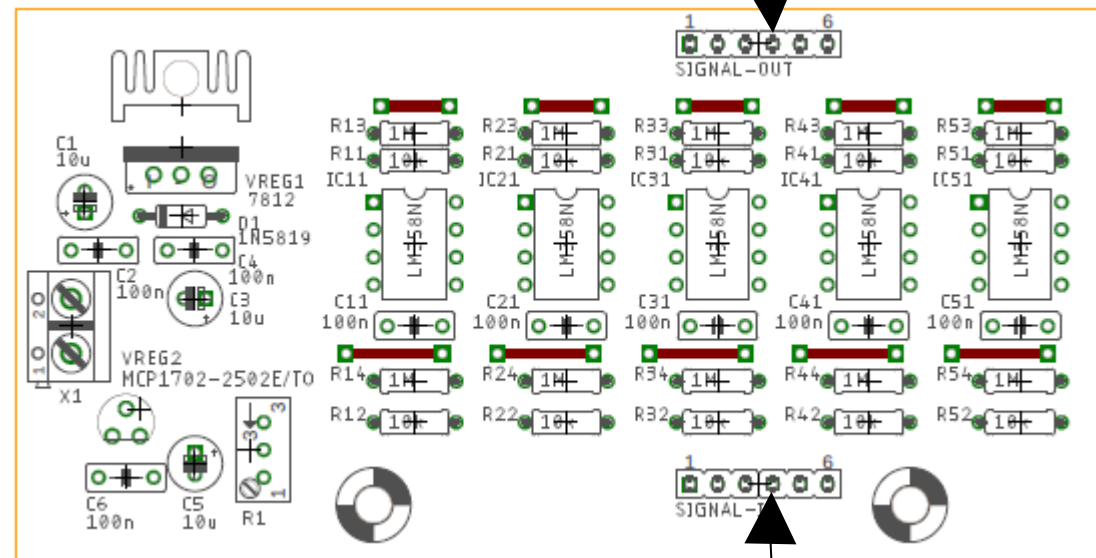 1 6
SIGNAL-OUT
R13 1M
R23 1M
R33 1M
R43 1M
R53 1M
R11 10k
R21 10k
R31 10k
R41 10k
R51 10k
C1
10u
VREG1
7812
D1
1N5819
IC11
IC21
IC31
IC41
IC51
LM358N
LM358N
LM358N
LM358N
LM358N
C2
100n
C4
100n
C3
10u
2
1
X1
C11
100n
C21
100n
C31
100n
C41
100n
C51
100n
VREG2
MCP1702-2502E/TO
R14 1M
R24 1M
R34 1M
R44 1M
R54 1M
R12 10k
R22 10k
R32 10k
R42 10k
R52 10k
3
3
1
R1
C6
100n
C5
10u
1 6